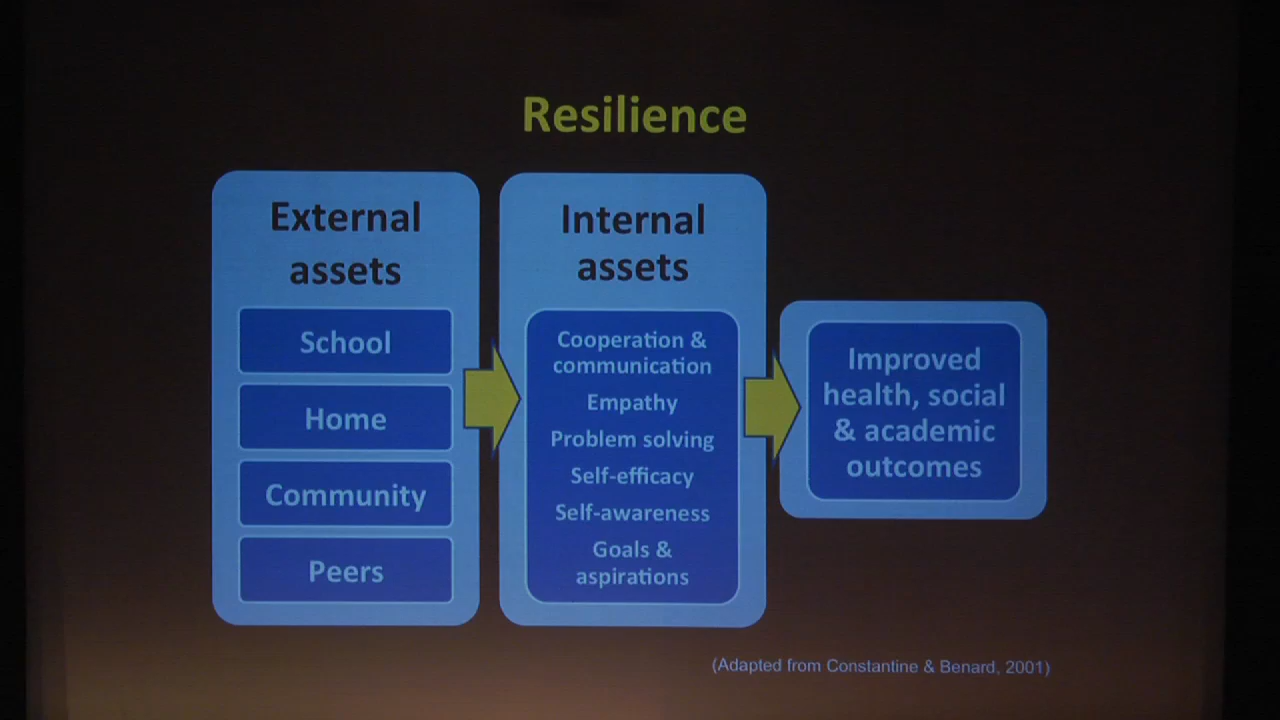 Resilience
External
assets
School
Home
Community
Peers
Internal
assets
Cooperation &
communication
Empathy
Problem solving
Self-efficacy
Self-awareness
Goals &
aspirations
Improved
health, social
& academic
outcomes
(Adapted from Constantine & Benard, 2001)